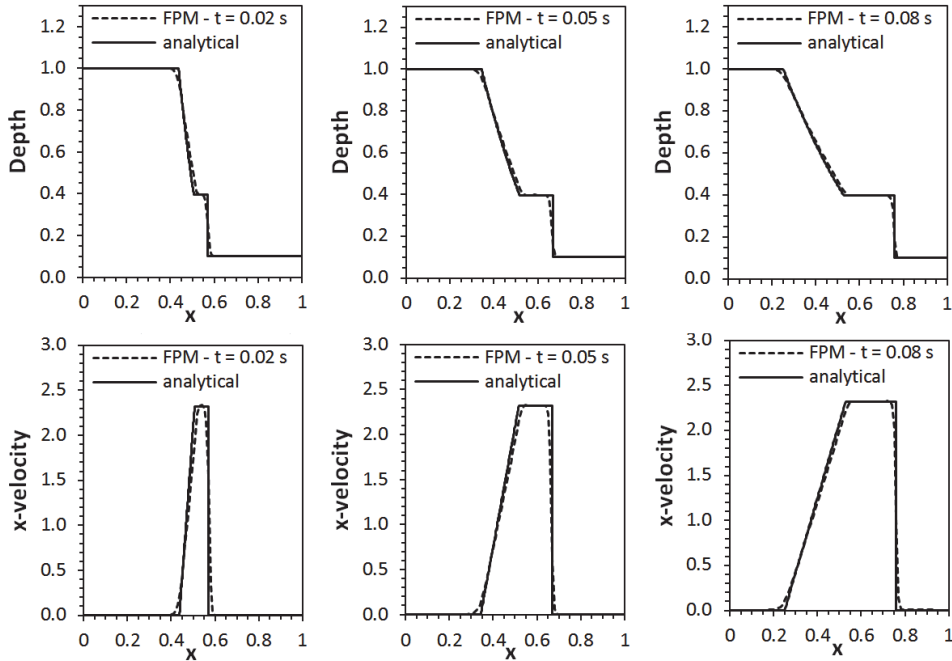 FPM - t = 0.02 s
analytical
1.2
1.0
0.8
0.6
0.4
0.2
0.0
Depth
0 0.2 0.4 0.6 0.8 1
x
FPM - t = 0.05 s
analytical
1.2
1.0
0.8
0.6
0.4
0.2
0.0
Depth
0 0.2 0.4 0.6 0.8 1
x
FPM - t = 0.08 s
analytical
1.2
1.0
0.8
0.6
0.4
0.2
0.0
Depth
0 0.2 0.4 0.6 0.8 1
x
FPM - t = 0.02 s
analytical
3.0
2.5
2.0
1.5
1.0
0.5
0.0
x-velocity
0 0.2 0.4 0.6 0.8 1
x
FPM - t = 0.05 s
analytical
3.0
2.5
2.0
1.5
1.0
0.5
0.0
x-velocity
0 0.2 0.4 0.6 0.8 1
x
FPM - t = 0.08 s
analytical
3.0
2.5
2.0
1.5
1.0
0.5
0.0
x-velocity
0 0.2 0.4 0.6 0.8 1
x